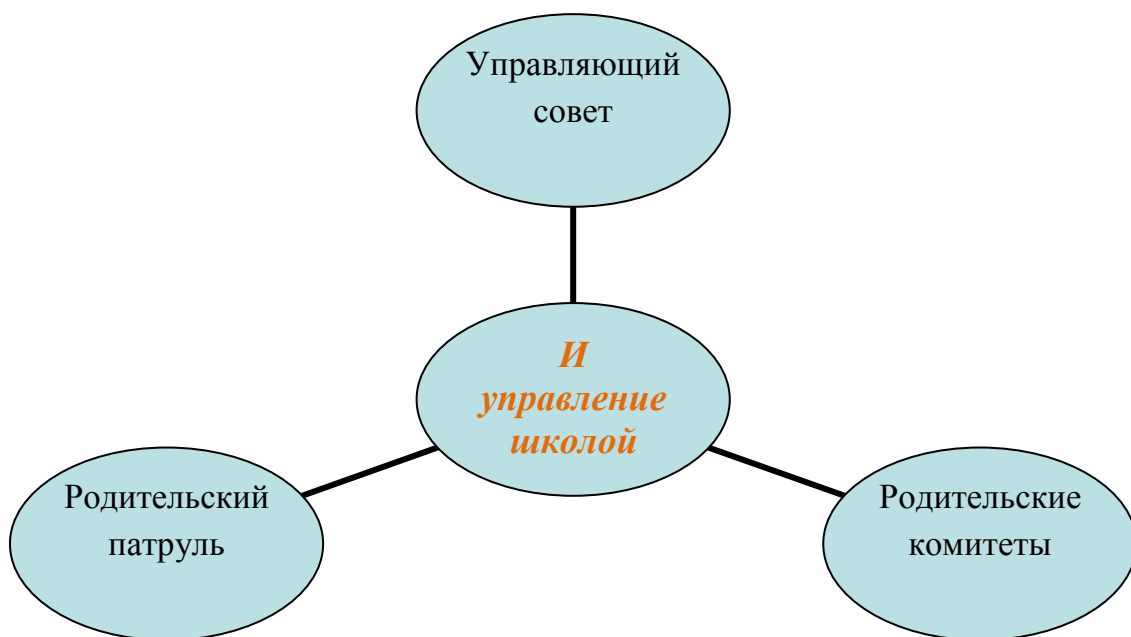 Управляющий
совет
И
управление
школой
Родительский
патруль
Родительские
комитеты